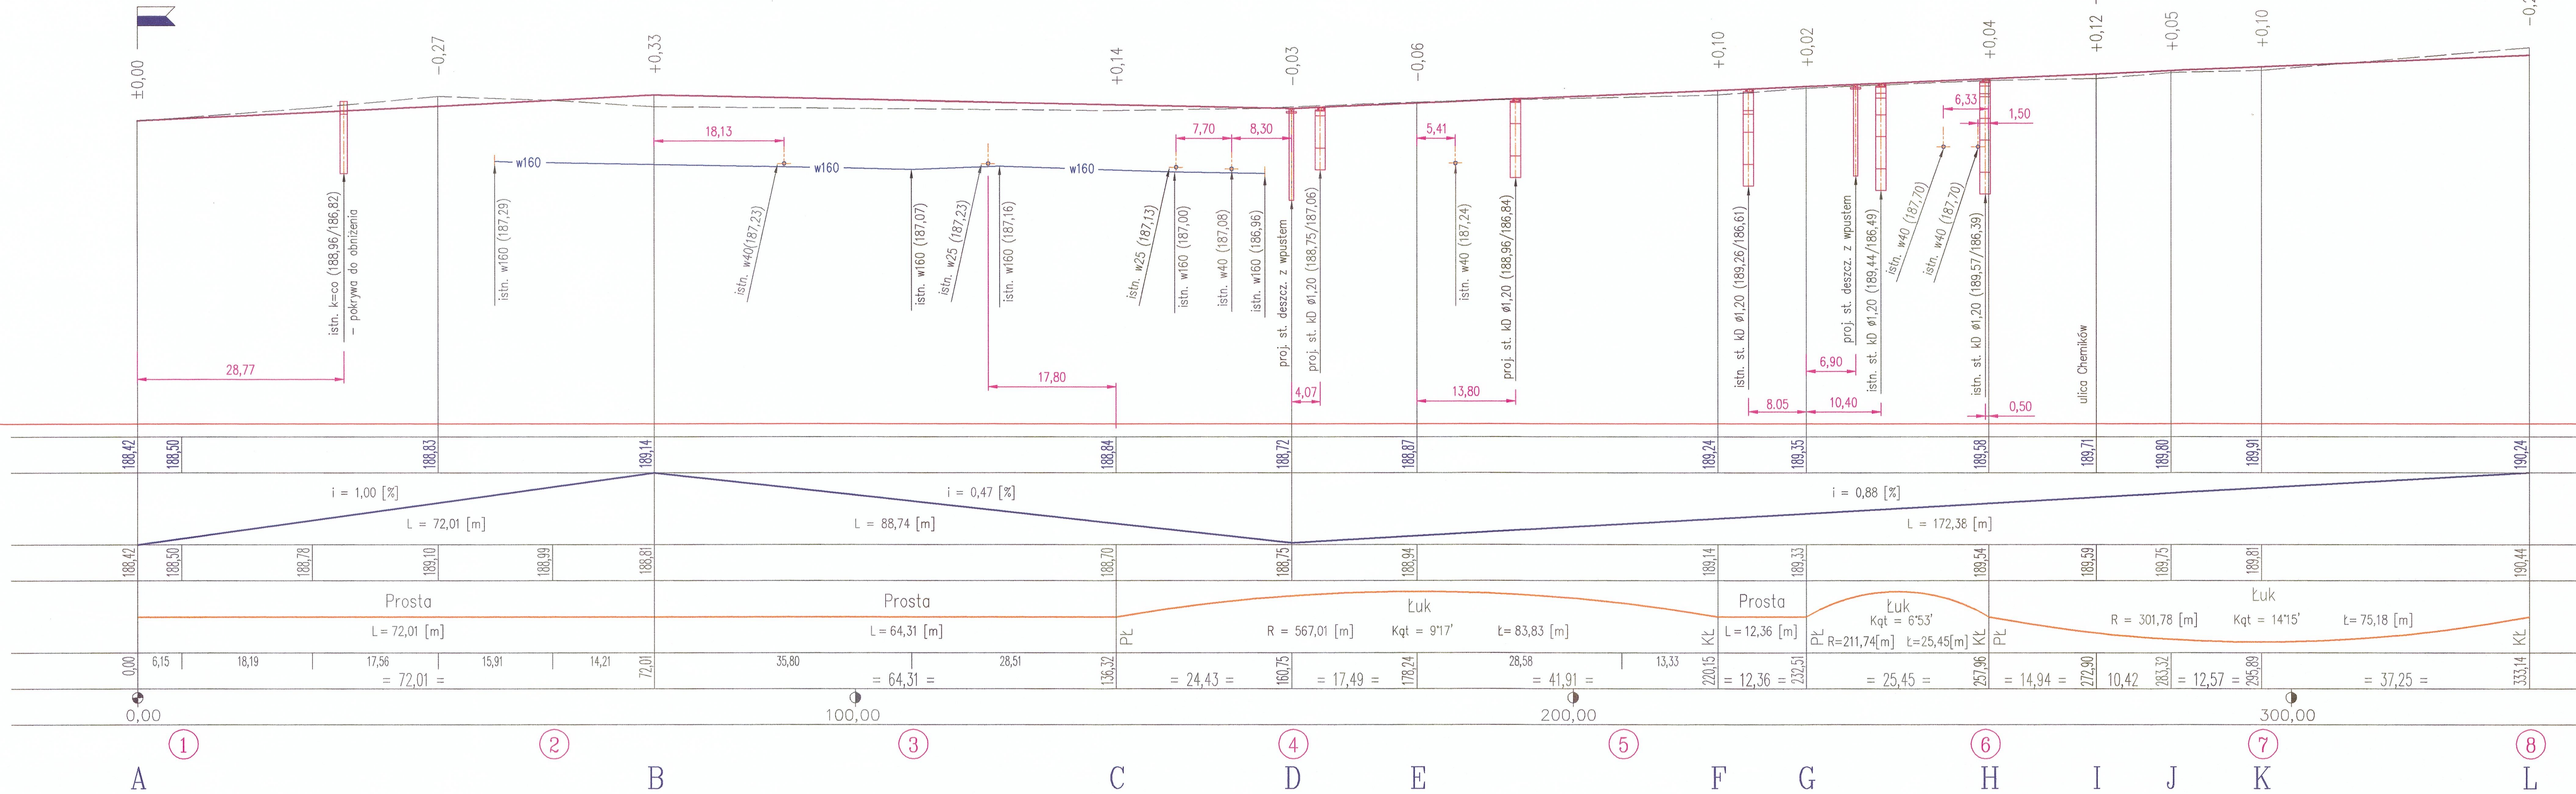 ±0,00 -0,27 +0,33 +0,14 -0,03 -0,06 +0,10 +0,02 +0,04 +0,12 +0,05 +0,10
18,13 7,70 8,30 5,41 6,33 1,50
w160 w160 w160
istn. k=co (188,96/186,82)
- pokrywa do obniżenia
istn. w160 (187,29)
istn. w40(187,23)
istn. w160 (187,07)
istn. w25 (187,23)
istn. w160 (187,16)
istn. w25 (187,13)
istn. w160 (187,00)
istn. w40 (187,08)
istn. w160 (186,96)
proj. st. deszcz. z wpustem
proj. st. kD ø1,20 (188,75/187,06)
istn. w40 (187,24)
proj. st. kD ø1,20 (188,96/186,84)
istn. st. kD ø1,20 (189,26/186,61)
proj. st. deszcz. z wpustem
istn. st. kD ø1,20 (189,44/186,49)
istn. w40 (187,70)
istn. w40 (187,70)
istn. st. kD ø1,20 (189,57/186,39)
ulica Chemików
28,77 17,80 4,07 13,80 8.05 6,90 10,40 0,50
188,42 188,50 188,83 189,14 188,84 188,72 188,87 189,24 189,35 189,58 189,71 189,80 189,91 190,24
i = 1,00 [%] i = 0,47 [%] i = 0,88 [%]
L = 72,01 [m] L = 88,74 [m] L = 172,38 [m]
188,42 188,50 188,78 189,10 188,99 188,81 188,70 188,75 188,94 189,14 189,33 189,54 189,59 189,75 189,81 190,44
Prosta Prosta Łuk Prosta Łuk Łuk
L= 72,01 [m] L= 64,31 [m] PŁ R = 567,01 [m] Kąt = 9°17' Ł= 83,83 [m] KŁ L= 12,36 [m] PŁ Kąt = 6°53' R=211,74[m] Ł=25,45[m] KŁ PŁ R = 301,78 [m] Kąt = 14°15' Ł= 75,18 [m] KŁ
0,00 6,15 18,19 17,56 15,91 14,21 72,01 35,80 28,51 136,32 160,75 178,24 28,58 13,33 220,15 232,51 257,96 272,90 283,32 295,89 333,14
= 72,01 = = 64,31 = = 24,43 = = 17,49 = = 41,91 = = 12,36 = = 25,45 = = 14,94 = 10,42 = 12,57 = = 37,25 =
0,00 100,00 200,00 300,00
1 2 3 4 5 6 7 8
A B C D E F G H I J K L